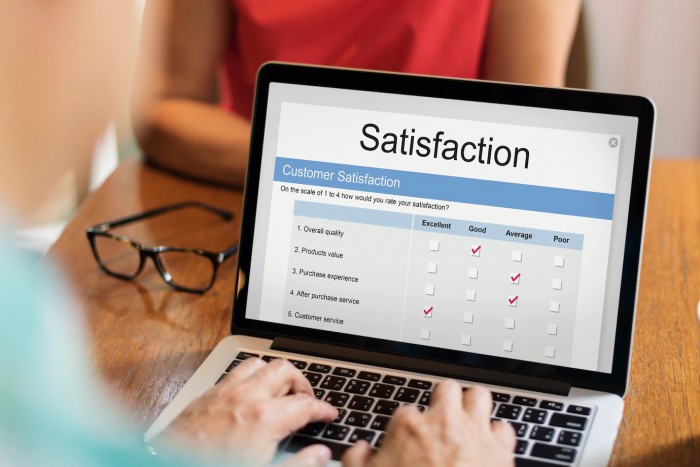 Satisfaction
Customer Satisfaction
On the scale of 1 to 4 how would you rate your satisfaction?
Excellent Good Average Poor
1. Overall quality
2. Products value
3. Purchase experience
4. After purchase service
5. Customer service